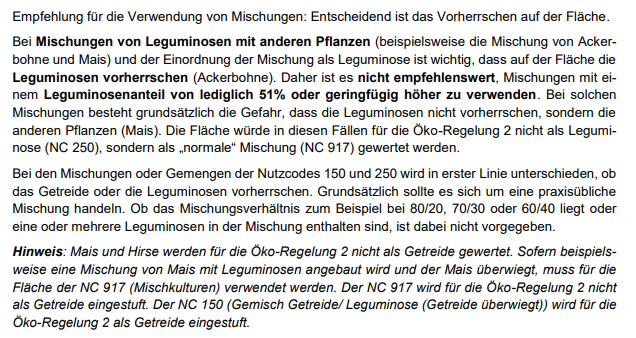 Empfehlung für die Verwendung von Mischungen: Entscheidend ist das Vorherrschen auf der Fläche.
Bei Mischungen von Leguminosen mit anderen Pflanzen (beispielsweise die Mischung von Acker-
bohne und Mais) und der Einordnung der Mischung als Leguminose ist wichtig, dass auf der Fläche die
Leguminosen vorherrschen (Ackerbohne). Daher ist es nicht empfehlenswert, Mischungen mit ei-
nem Leguminosenanteil von lediglich 51% oder geringfügig höher zu verwenden. Bei solchen
Mischungen besteht grundsätzlich die Gefahr, dass die Leguminosen nicht vorherrschen, sondern die
anderen Pflanzen (Mais). Die Fläche würde in diesen Fällen für die Öko-Regelung 2 nicht als Legumi-
nose (NC 250), sondern als „normale“ Mischung (NC 917) gewertet werden.
Bei den Mischungen oder Gemengen der Nutzcodes 150 und 250 wird in erster Linie unterschieden, ob
das Getreide oder die Leguminosen vorherrschen. Grundsätzlich sollte es sich um eine praxisübliche
Mischung handeln. Ob das Mischungsverhältnis zum Beispiel bei 80/20, 70/30 oder 60/40 liegt oder
eine oder mehrere Leguminosen in der Mischung enthalten sind, ist dabei nicht vorgegeben.
Hinweis: Mais und Hirse werden für die Öko-Regelung 2 nicht als Getreide gewertet. Sofern beispiels-
weise eine Mischung von Mais mit Leguminosen angebaut wird und der Mais überwiegt, muss für die
Fläche der NC 917 (Mischkulturen) verwendet werden. Der NC 917 wird für die Öko-Regelung 2 nicht
als Getreide eingestuft. Der NC 150 (Gemisch Getreide/ Leguminose (Getreide überwiegt)) wird für die
Öko-Regelung 2 als Getreide eingestuft.